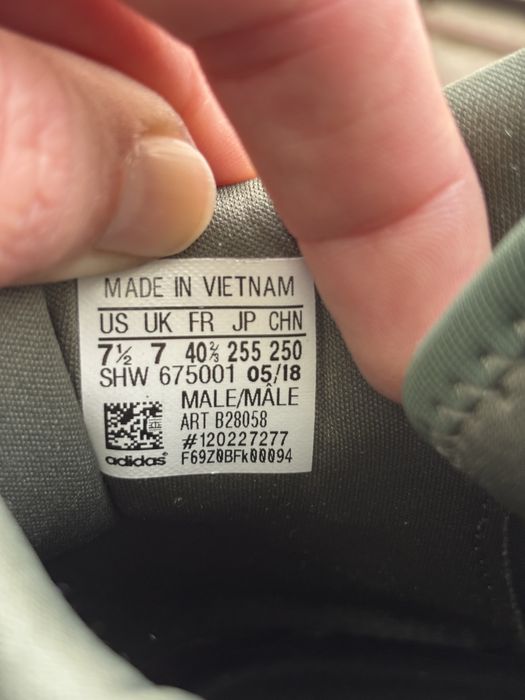 MADE IN VIETNAM
US UK FR JP CHN
7½ 7 40⅔ 255 250
SHW 675001 05/18
MALE/MÂLE
ART B28058
#120227277
adidas® F69Z0BFk00094